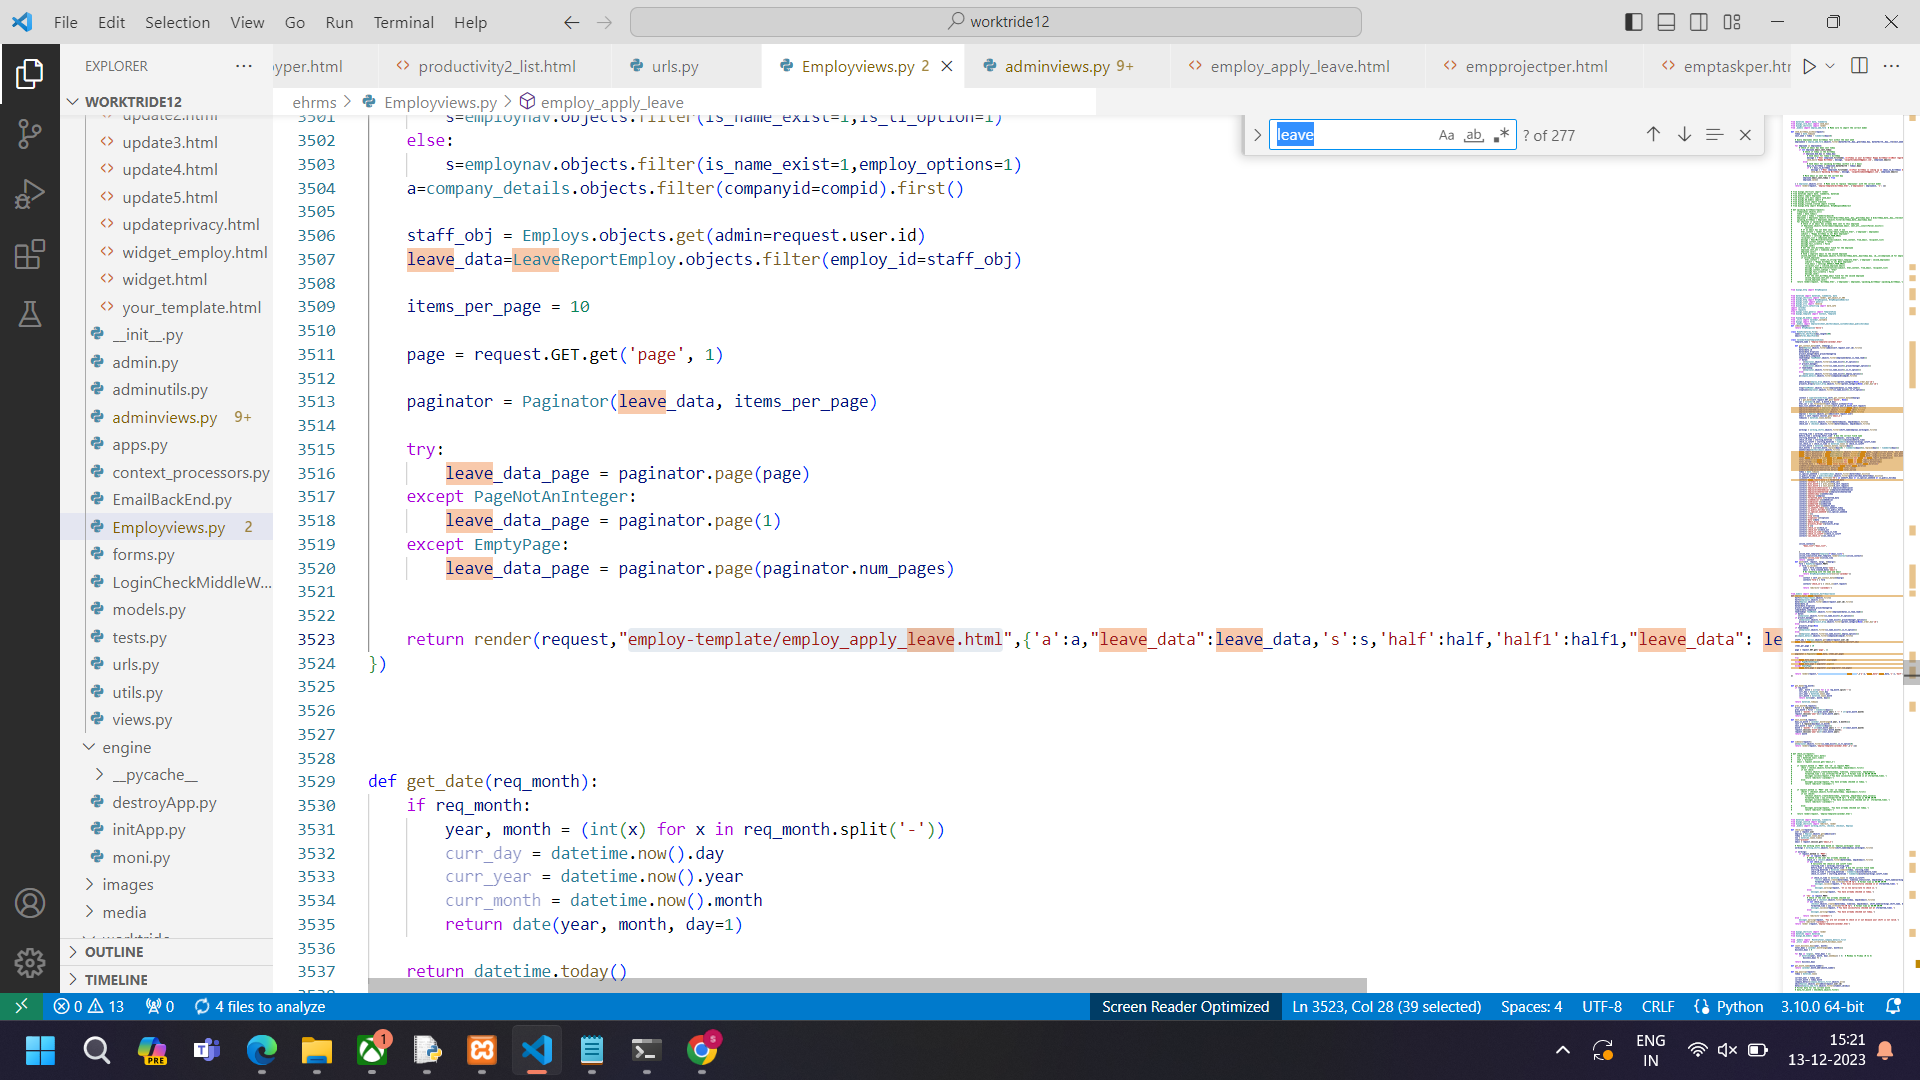 File Edit Selection View Go Run Terminal Help
worktride12
EXPLORER
yper.html
productivity2_list.html
urls.py
Employviews.py 2
adminviews.py 9+
employ_apply_leave.html
empprojectper.html
emptaskper.htm
WORKTRIDE12
ehrms > Employviews.py > employ_apply_leave
leave
Aa ab, .*
? of 277
update2.html
update3.html
update4.html
update5.html
updateprivacy.html
widget_employ.html
widget.html
your_template.html
__init__.py
admin.py
adminutils.py
adminviews.py 9+
apps.py
context_processors.py
EmailBackEnd.py
Employviews.py 2
forms.py
LoginCheckMiddleW...
models.py
tests.py
urls.py
utils.py
views.py
engine
__pycache__
destroyApp.py
initApp.py
moni.py
images
media
worktride
OUTLINE
TIMELINE
3501 s=employnav.objects.filter(is_name_exist=1,is_tl_option=1)
3502 else:
3503 s=employnav.objects.filter(is_name_exist=1,employ_options=1)
3504 a=company_details.objects.filter(companyid=compid).first()
3505
3506 staff_obj = Employs.objects.get(admin=request.user.id)
3507 leave_data=LeaveReportEmploy.objects.filter(employ_id=staff_obj)
3508
3509 items_per_page = 10
3510
3511 page = request.GET.get('page', 1)
3512
3513 paginator = Paginator(leave_data, items_per_page)
3514
3515 try:
3516 leave_data_page = paginator.page(page)
3517 except PageNotAnInteger:
3518 leave_data_page = paginator.page(1)
3519 except EmptyPage:
3520 leave_data_page = paginator.page(paginator.num_pages)
3521
3522
3523 return render(request,"employ-template/employ_apply_leave.html",{'a':a,"leave_data":leave_data,'s':s,'half':half,'half1':half1,"leave_data": le
3524 })
3525
3526
3527
3528
3529 def get_date(req_month):
3530 if req_month:
3531 year, month = (int(x) for x in req_month.split('-'))
3532 curr_day = datetime.now().day
3533 curr_year = datetime.now().year
3534 curr_month = datetime.now().month
3535 return date(year, month, day=1)
3536
3537 return datetime.today()
0 13 0 4 files to analyze
Screen Reader Optimized
Ln 3523, Col 28 (39 selected)
Spaces: 4
UTF-8
CRLF
Python
3.10.0 64-bit
PRE
1
s
ENG
IN
15:21
13-12-2023